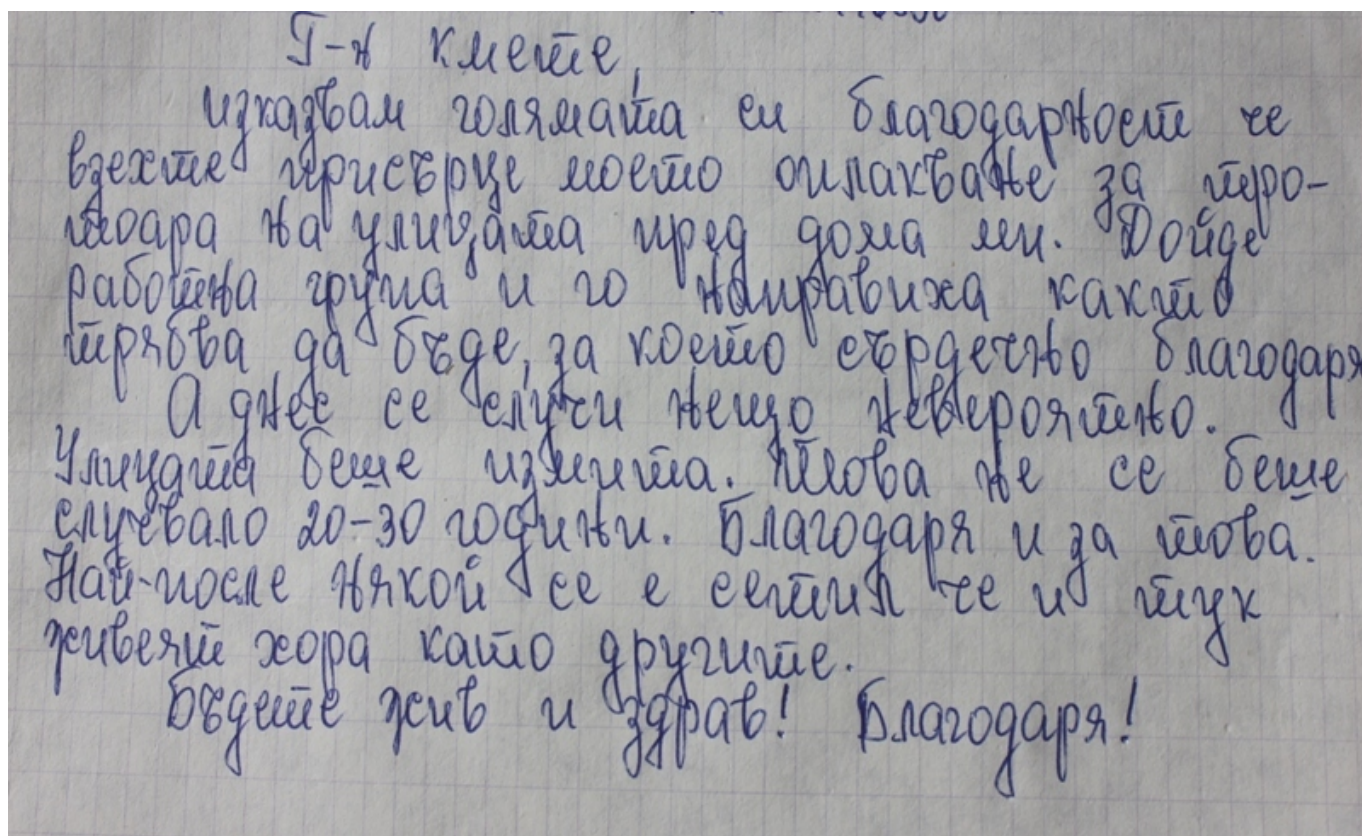 Г-н кмете,
изказвам голямата си благодарност че
взехте присърце моето оплакване за тро-
тоара на улицата пред дома ми. Дойде
работна група и го направиха както
трябва да бъде, за което сърдечно благодаря
А днес се случи нещо невероятно.
Улицата беше измита. Това не се беше
случвало 20-30 години. Благодаря и за това.
Най-после някой се е сетил че и тук
живеят хора като другите.
Бъдете жив и здрав! Благодаря!